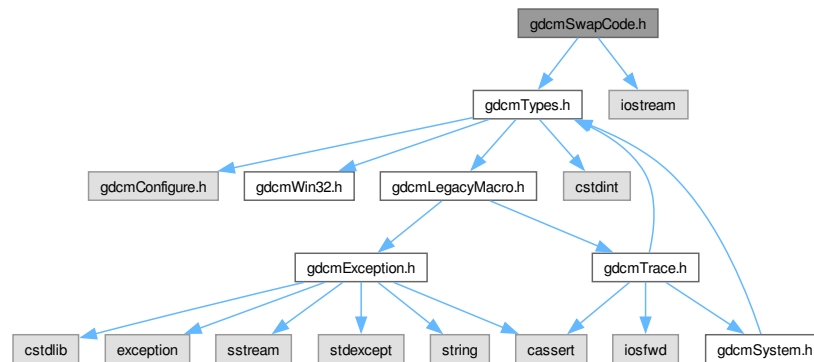 gdcmSwapCode.h
gdcmTypes.h
iostream
gdcmConfigure.h
gdcmWin32.h
gdcmLegacyMacro.h
cstdint
gdcmException.h
gdcmTrace.h
cstdlib
exception
sstream
stdexcept
string
cassert
iosfwd
gdcmSystem.h